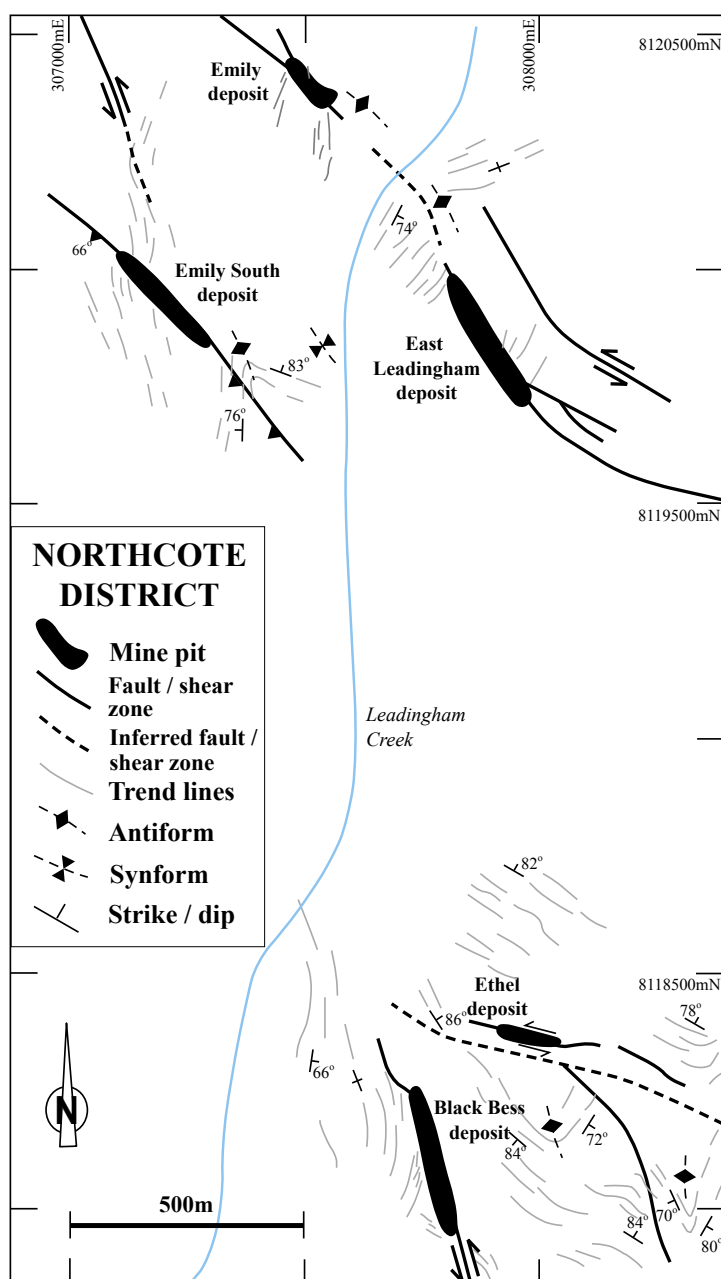 307000mE
308000mE
8120500mN
Emily
deposit
74°
66°
Emily South
deposit
East
Leadingham
deposit
83°
76°
8119500mN
NORTHCOTE
DISTRICT
Mine pit
Fault / shear
zone
Inferred fault /
shear zone
Trend lines
Antiform
Synform
Strike / dip
Leadingham
Creek
82°
8118500mN
Ethel
deposit
86°
78°
66°
N
Black Bess
deposit
84°
72°
500m
70°
84°
80°